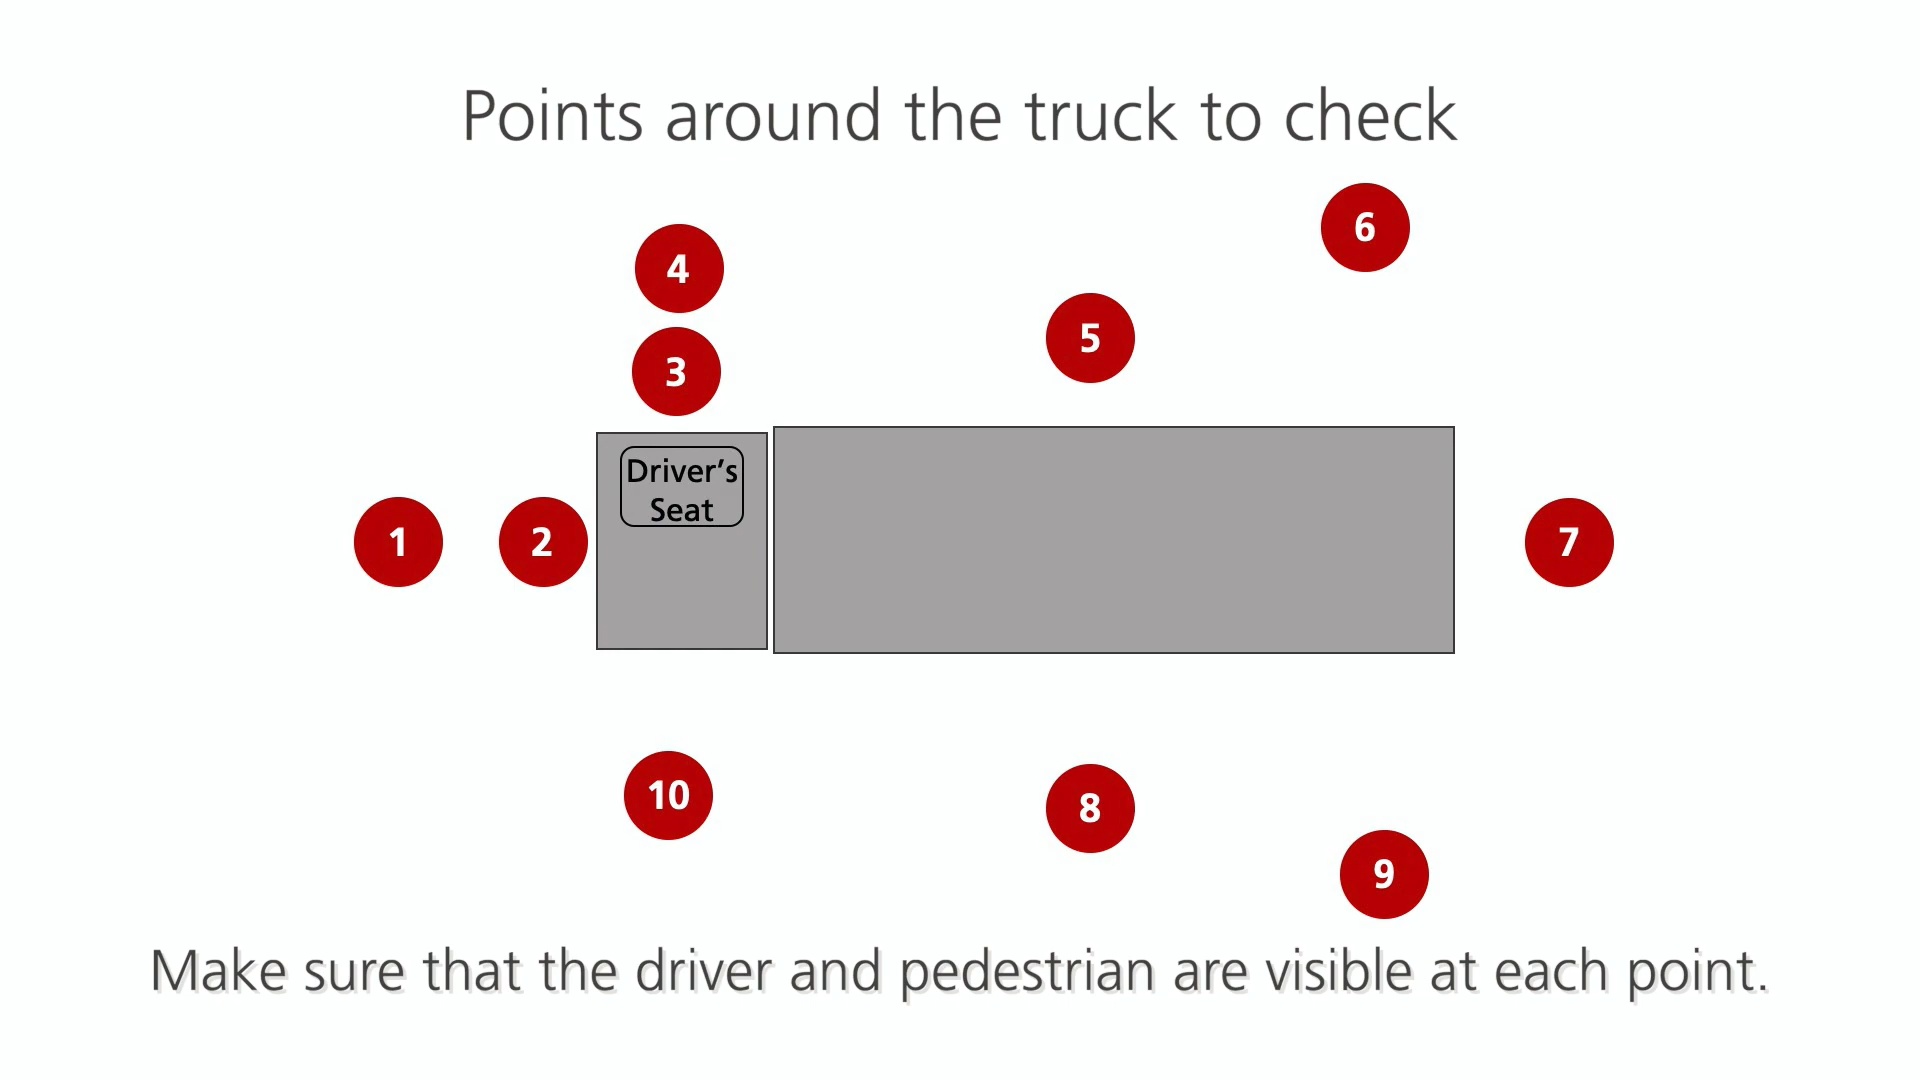 Points around the truck to check
6
4
5
3
Driver's
Seat
1
2
7
10
8
9
Make sure that the driver and pedestrian are visible at each point.